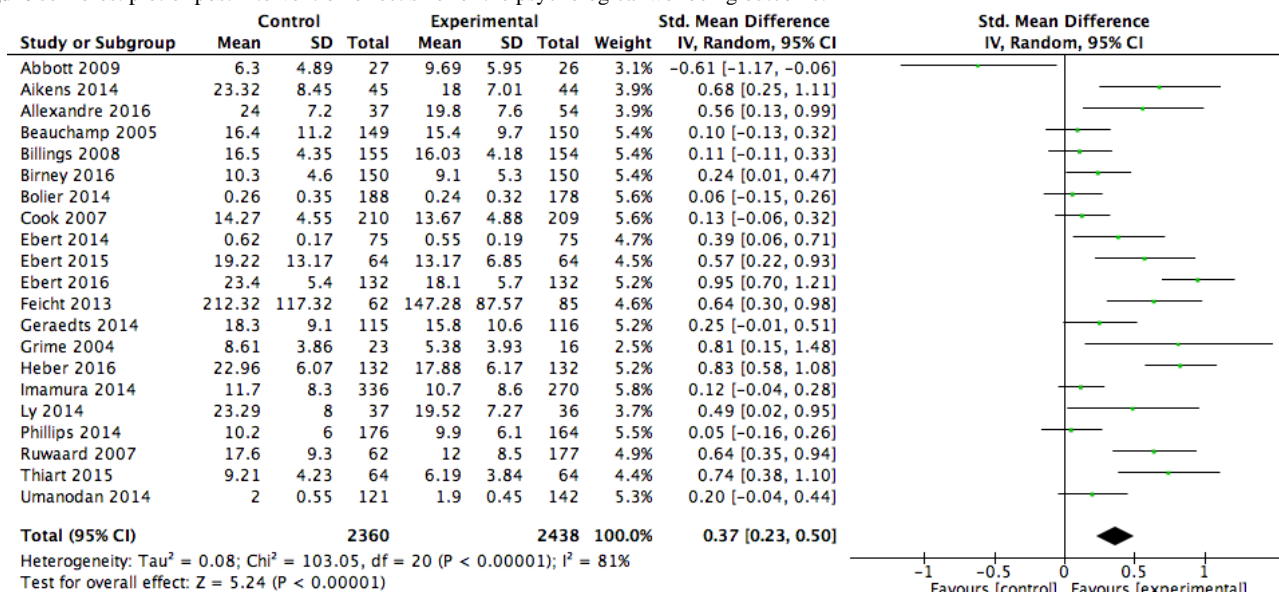 Control Experimental Std. Mean Difference Std. Mean Difference
Study or Subgroup Mean SD Total Mean SD Total Weight IV, Random, 95% CI IV, Random, 95% CI
Abbott 2009 6.3 4.89 27 9.69 5.95 26 3.1% -0.61 [-1.17, -0.06]
Aikens 2014 23.32 8.45 45 18 7.01 44 3.9% 0.68 [0.25, 1.11]
Allexandre 2016 24 7.2 37 19.8 7.6 54 3.9% 0.56 [0.13, 0.99]
Beauchamp 2005 16.4 11.2 149 15.4 9.7 150 5.4% 0.10 [-0.13, 0.32]
Billings 2008 16.5 4.35 155 16.03 4.18 154 5.4% 0.11 [-0.11, 0.33]
Birney 2016 10.3 4.6 150 9.1 5.3 150 5.4% 0.24 [0.01, 0.47]
Bolier 2014 0.26 0.35 188 0.24 0.32 178 5.5% 0.06 [-0.15, 0.26]
Cook 2007 14.27 4.55 210 13.67 4.88 209 5.6% 0.13 [-0.06, 0.32]
Ebert 2014 0.62 0.17 75 0.55 0.19 75 4.7% 0.39 [0.06, 0.71]
Ebert 2015 19.22 13.17 64 13.17 6.85 64 4.5% 0.57 [0.22, 0.93]
Ebert 2016 23.4 5.4 132 18.1 5.7 132 5.2% 0.95 [0.70, 1.21]
Feicht 2013 212.32 117.32 62 147.28 87.57 85 4.6% 0.64 [0.30, 0.98]
Geraedts 2014 18.3 9.1 115 15.8 10.6 116 5.2% 0.25 [-0.01, 0.51]
Grime 2004 8.61 3.86 23 5.38 3.93 16 2.5% 0.81 [0.15, 1.48]
Heber 2016 22.96 6.07 132 17.88 6.17 132 5.2% 0.83 [0.58, 1.08]
Imamura 2014 11.7 8.3 336 10.7 8.6 270 5.8% 0.12 [-0.04, 0.28]
Ly 2014 23.29 8 37 19.52 7.27 36 3.7% 0.49 [0.02, 0.95]
Phillips 2014 10.2 6 176 9.9 6.1 164 5.5% 0.05 [-0.16, 0.26]
Ruwaard 2007 17.6 9.3 62 12 8.5 177 4.9% 0.64 [0.35, 0.94]
Thiart 2015 9.21 4.23 64 6.19 3.84 64 4.4% 0.74 [0.38, 1.10]
Umanodan 2014 2 0.55 121 1.9 0.45 142 5.3% 0.20 [-0.04, 0.44]
Total (95% CI) 2360 2438 100.0% 0.37 [0.23, 0.50]
Heterogeneity: Tau² = 0.08; Chi² = 103.05, df = 20 (P < 0.00001); I² = 81%
Test for overall effect: Z = 5.24 (P < 0.00001)
-1 -0.5 0 0.5 1
Favours [control] Favours [experimental]